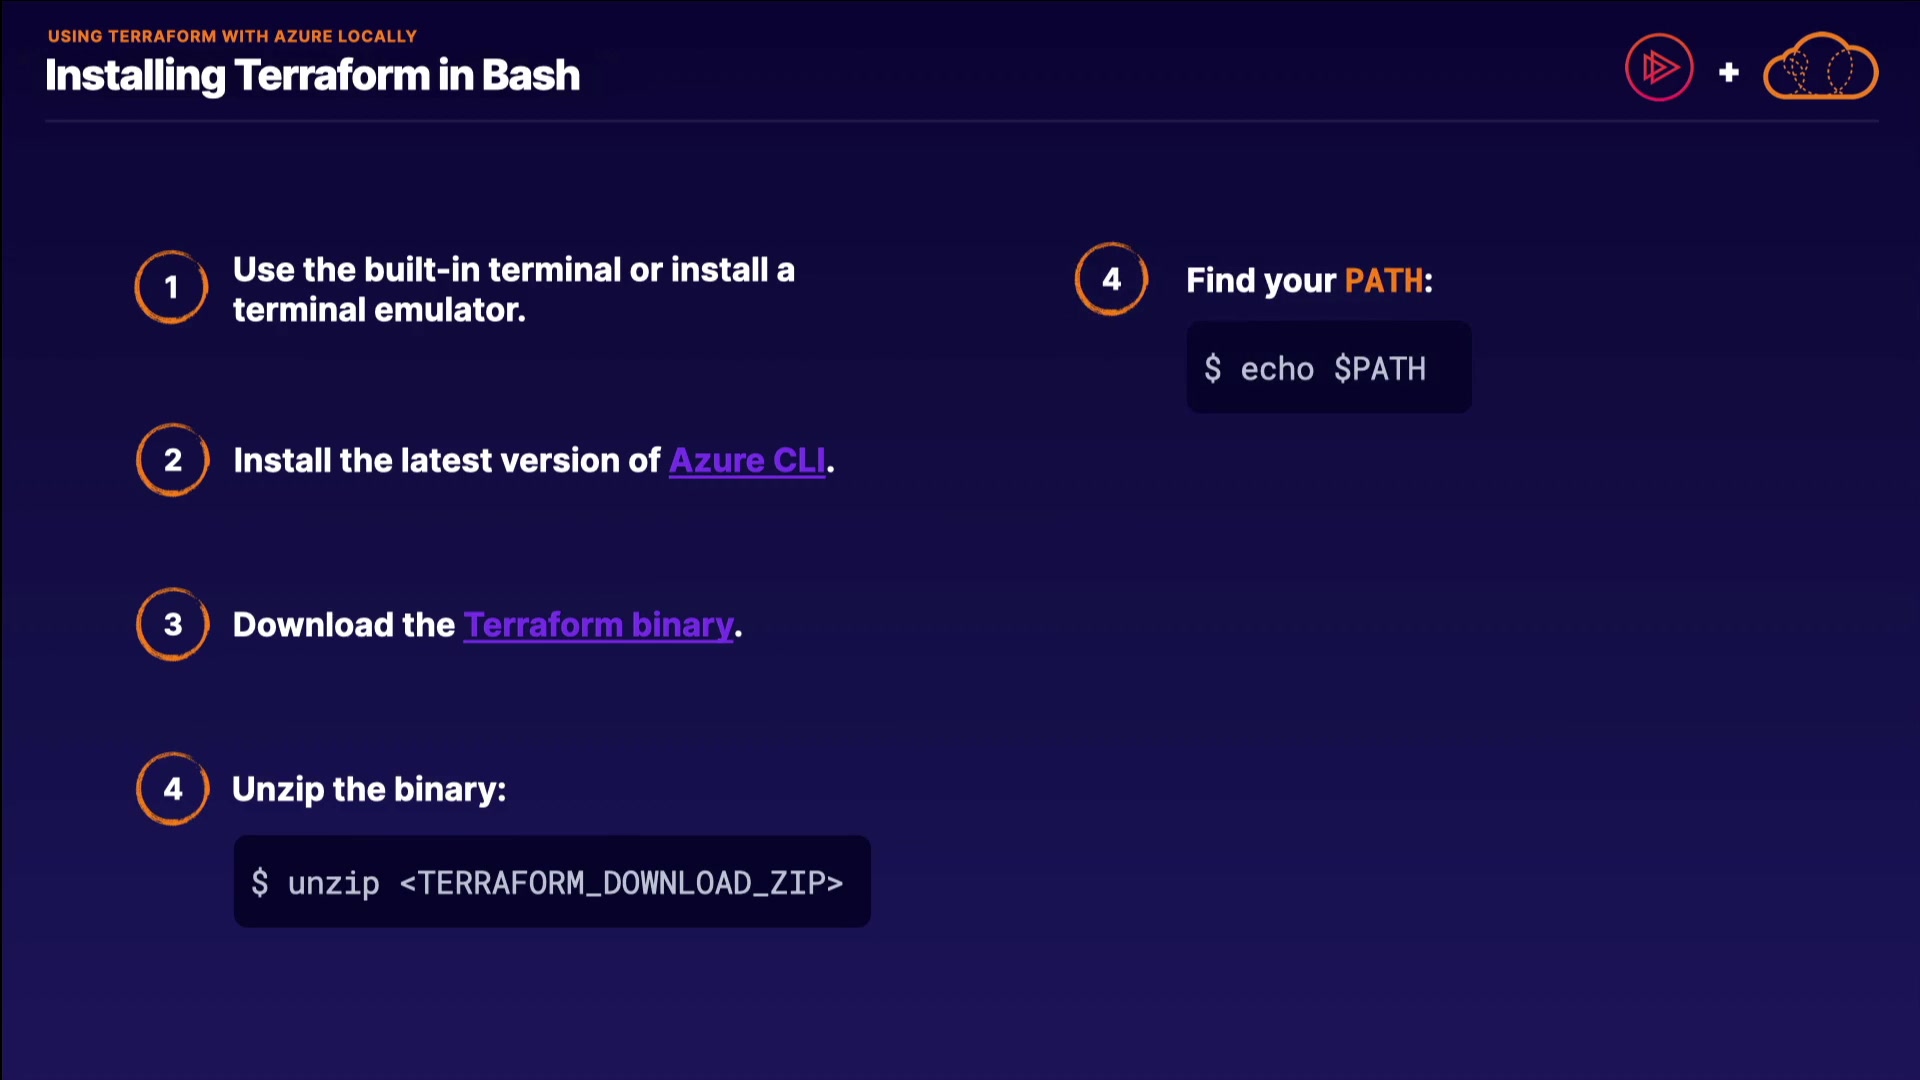 USING TERRAFORM WITH AZURE LOCALLY
Installing Terraform in Bash
+
1
Use the built-in terminal or install a
terminal emulator.
2
Install the latest version of Azure CLI.
3
Download the Terraform binary.
4
Unzip the binary:
$ unzip <TERRAFORM_DOWNLOAD_ZIP>
4
Find your PATH:
$ echo $PATH